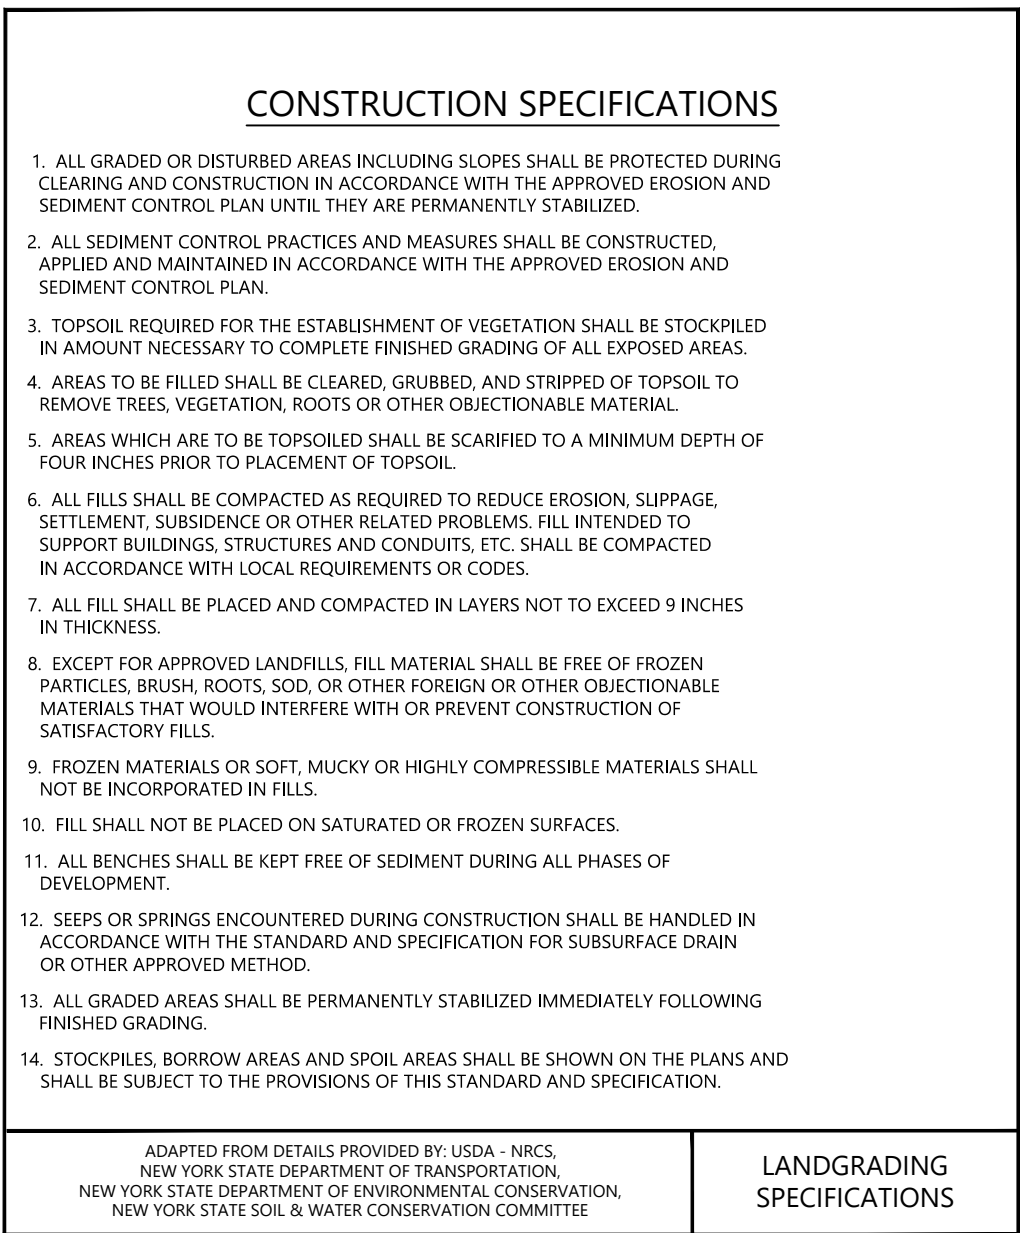 CONSTRUCTION SPECIFICATIONS
1. ALL GRADED OR DISTURBED AREAS INCLUDING SLOPES SHALL BE PROTECTED DURING
CLEARING AND CONSTRUCTION IN ACCORDANCE WITH THE APPROVED EROSION AND
SEDIMENT CONTROL PLAN UNTIL THEY ARE PERMANENTLY STABILIZED.
2. ALL SEDIMENT CONTROL PRACTICES AND MEASURES SHALL BE CONSTRUCTED,
APPLIED AND MAINTAINED IN ACCORDANCE WITH THE APPROVED EROSION AND
SEDIMENT CONTROL PLAN.
3. TOPSOIL REQUIRED FOR THE ESTABLISHMENT OF VEGETATION SHALL BE STOCKPILED
IN AMOUNT NECESSARY TO COMPLETE FINISHED GRADING OF ALL EXPOSED AREAS.
4. AREAS TO BE FILLED SHALL BE CLEARED, GRUBBED, AND STRIPPED OF TOPSOIL TO
REMOVE TREES, VEGETATION, ROOTS OR OTHER OBJECTIONABLE MATERIAL.
5. AREAS WHICH ARE TO BE TOPSOILED SHALL BE SCARIFIED TO A MINIMUM DEPTH OF
FOUR INCHES PRIOR TO PLACEMENT OF TOPSOIL.
6. ALL FILLS SHALL BE COMPACTED AS REQUIRED TO REDUCE EROSION, SLIPPAGE,
SETTLEMENT, SUBSIDENCE OR OTHER RELATED PROBLEMS. FILL INTENDED TO
SUPPORT BUILDINGS, STRUCTURES AND CONDUITS, ETC. SHALL BE COMPACTED
IN ACCORDANCE WITH LOCAL REQUIREMENTS OR CODES.
7. ALL FILL SHALL BE PLACED AND COMPACTED IN LAYERS NOT TO EXCEED 9 INCHES
IN THICKNESS.
8. EXCEPT FOR APPROVED LANDFILLS, FILL MATERIAL SHALL BE FREE OF FROZEN
PARTICLES, BRUSH, ROOTS, SOD, OR OTHER FOREIGN OR OTHER OBJECTIONABLE
MATERIALS THAT WOULD INTERFERE WITH OR PREVENT CONSTRUCTION OF
SATISFACTORY FILLS.
9. FROZEN MATERIALS OR SOFT, MUCKY OR HIGHLY COMPRESSIBLE MATERIALS SHALL
NOT BE INCORPORATED IN FILLS.
10. FILL SHALL NOT BE PLACED ON SATURATED OR FROZEN SURFACES.
11. ALL BENCHES SHALL BE KEPT FREE OF SEDIMENT DURING ALL PHASES OF
DEVELOPMENT.
12. SEEPS OR SPRINGS ENCOUNTERED DURING CONSTRUCTION SHALL BE HANDLED IN
ACCORDANCE WITH THE STANDARD AND SPECIFICATION FOR SUBSURFACE DRAIN
OR OTHER APPROVED METHOD.
13. ALL GRADED AREAS SHALL BE PERMANENTLY STABILIZED IMMEDIATELY FOLLOWING
FINISHED GRADING.
14. STOCKPILES, BORROW AREAS AND SPOIL AREAS SHALL BE SHOWN ON THE PLANS AND
SHALL BE SUBJECT TO THE PROVISIONS OF THIS STANDARD AND SPECIFICATION.
ADAPTED FROM DETAILS PROVIDED BY: USDA - NRCS,
NEW YORK STATE DEPARTMENT OF TRANSPORTATION,
NEW YORK STATE DEPARTMENT OF ENVIRONMENTAL CONSERVATION,
NEW YORK STATE SOIL & WATER CONSERVATION COMMITTEE
LANDGRADING
SPECIFICATIONS